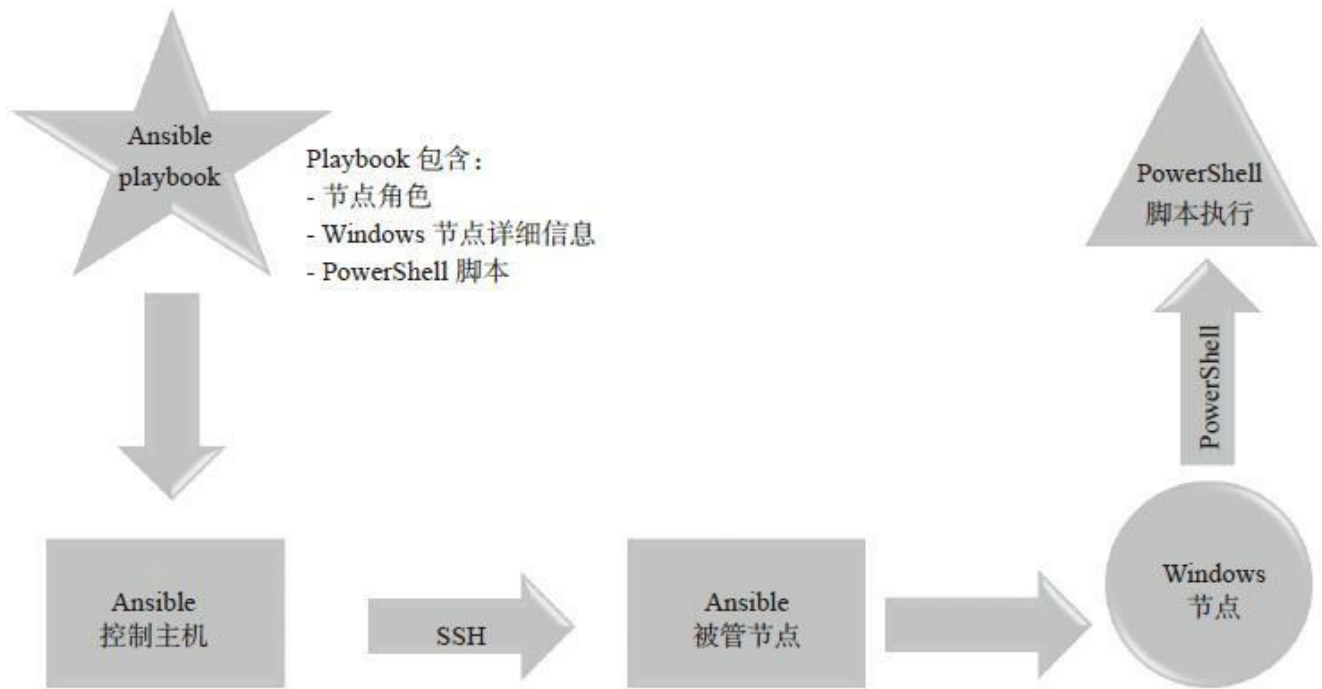 Ansible
playbook
Playbook 包含：
- 节点角色
- Windows 节点详细信息
- PowerShell 脚本
PowerShell
脚本执行
PowerShell
Ansible
控制主机
SSH
Ansible
被管节点
Windows
节点